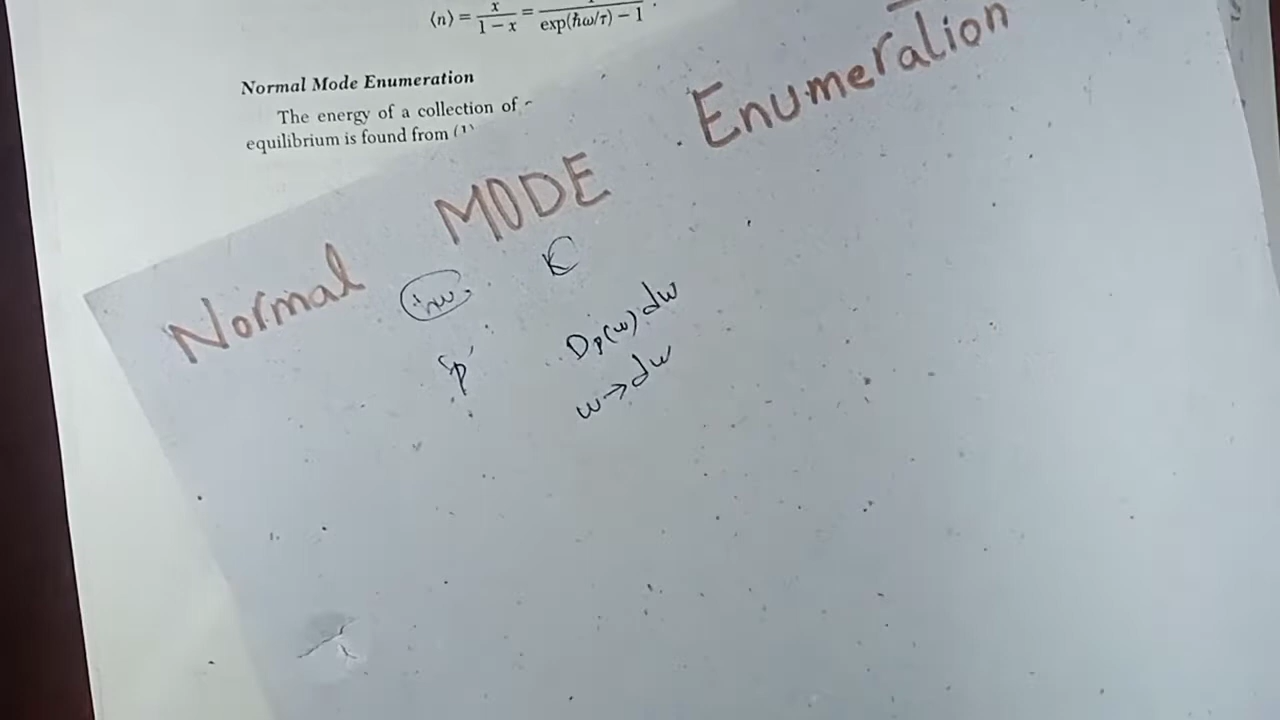 ⟨n⟩ = x / (1 − x) = 1 / (exp(ħω/τ) − 1) .
Normal Mode Enumeration
The energy of a collection of
equilibrium is found from (1)
Normal MODE Enumeration
ħω. K
'p' Dp(ω)dω
ω→dω